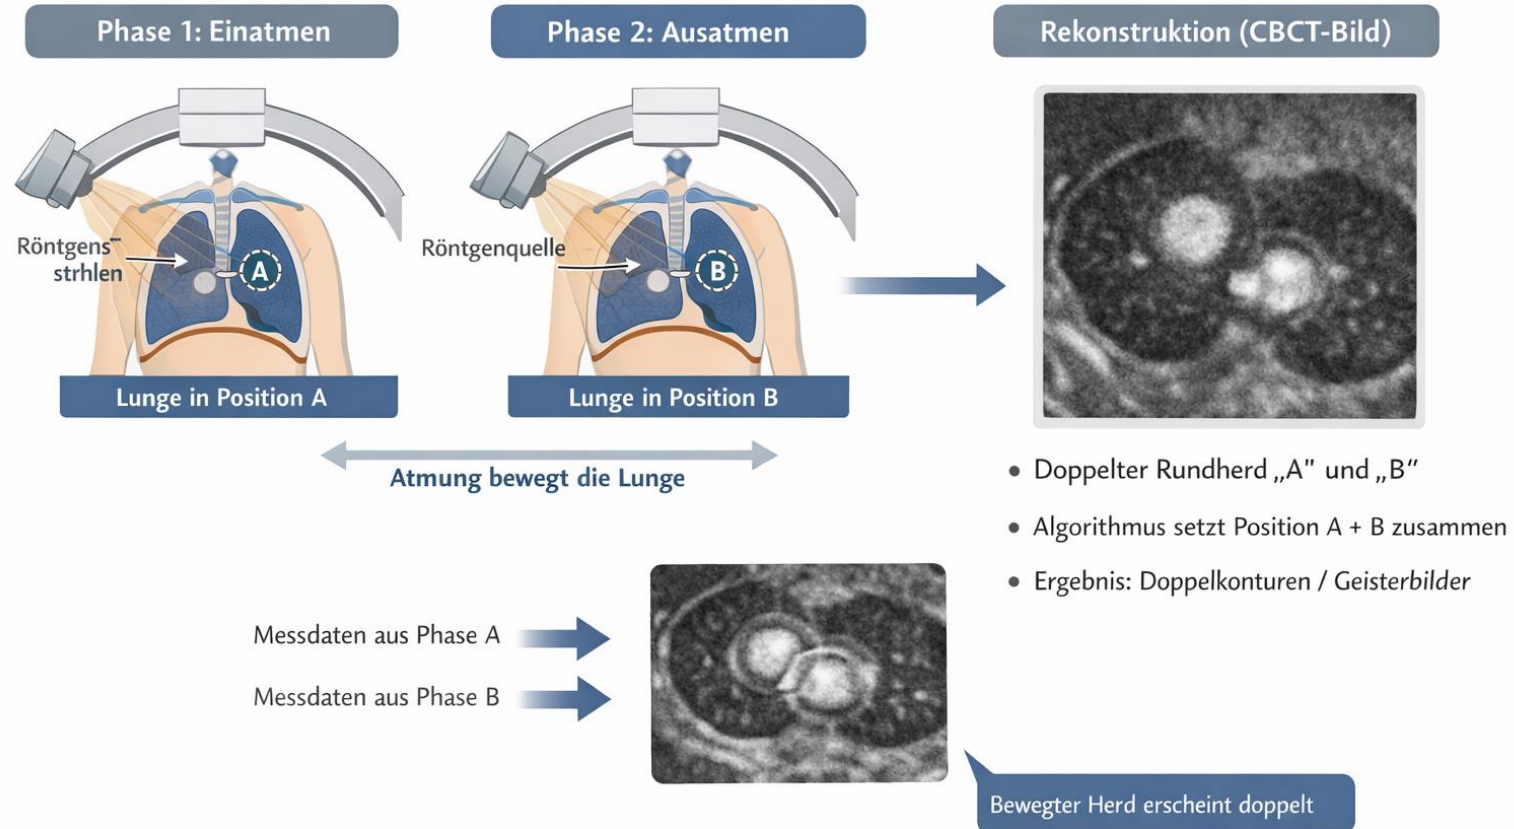 Phase 1: Einatmen
Phase 2: Ausatmen
Rekonstruktion (CBCT-Bild)
Röntgens-
strhlen
A
Röntgenquelle
B
Lunge in Position A
Lunge in Position B
Atmung bewegt die Lunge
• Doppelter Rundherd „A" und „B"
• Algorithmus setzt Position A + B zusammen
• Ergebnis: Doppelkonturen / Geisterbilder
Messdaten aus Phase A
Messdaten aus Phase B
Bewegter Herd erscheint doppelt